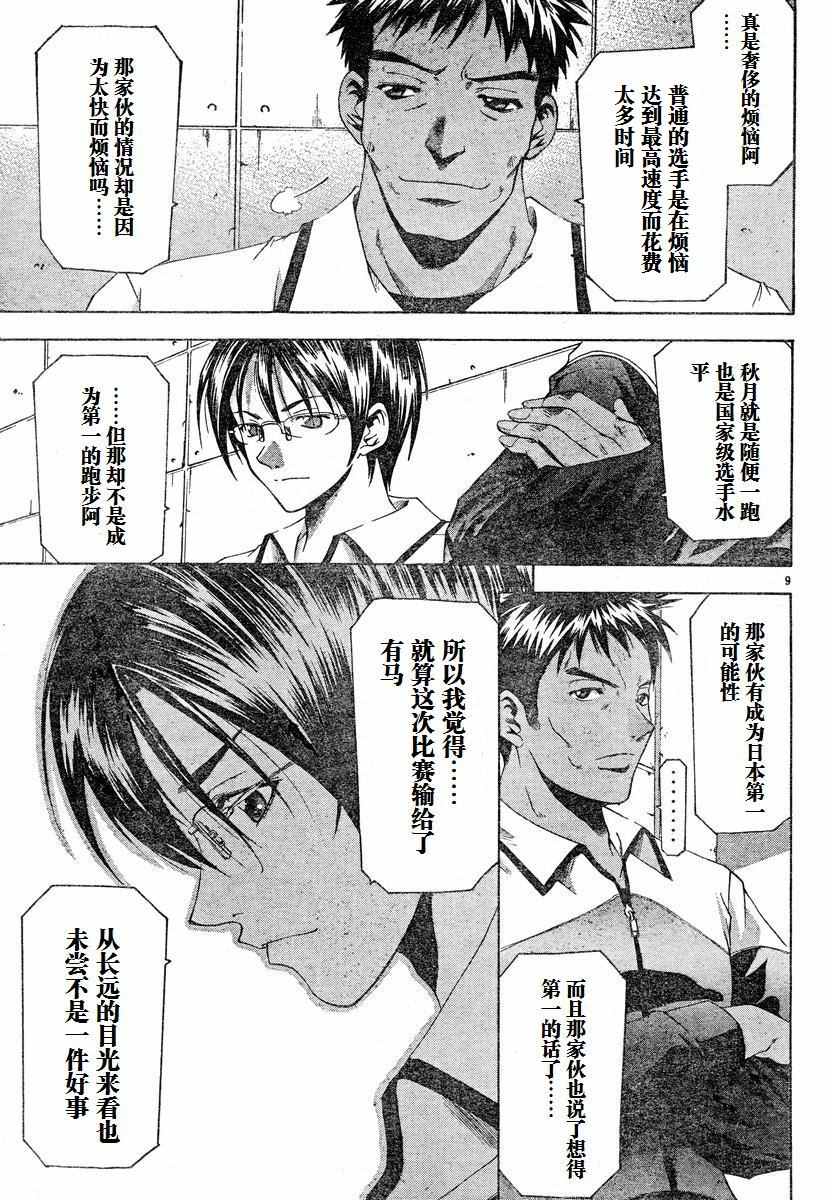 真是奢侈的烦恼阿
……
普通的选手是在烦恼
达到最高速度而花费
太多时间
那家伙的情况却是因
为太快而烦恼吗……
秋月就是随便一跑
也是国家级选手水
平
……但那却不是成
为第一的跑步阿
9
那家伙有成为日本第一
的可能性
………
而且那家伙也说了想得
第一的话了……
所以我觉得……
就算这次比赛输给了
有马
从长远的目光来看也
未尝不是一件好事